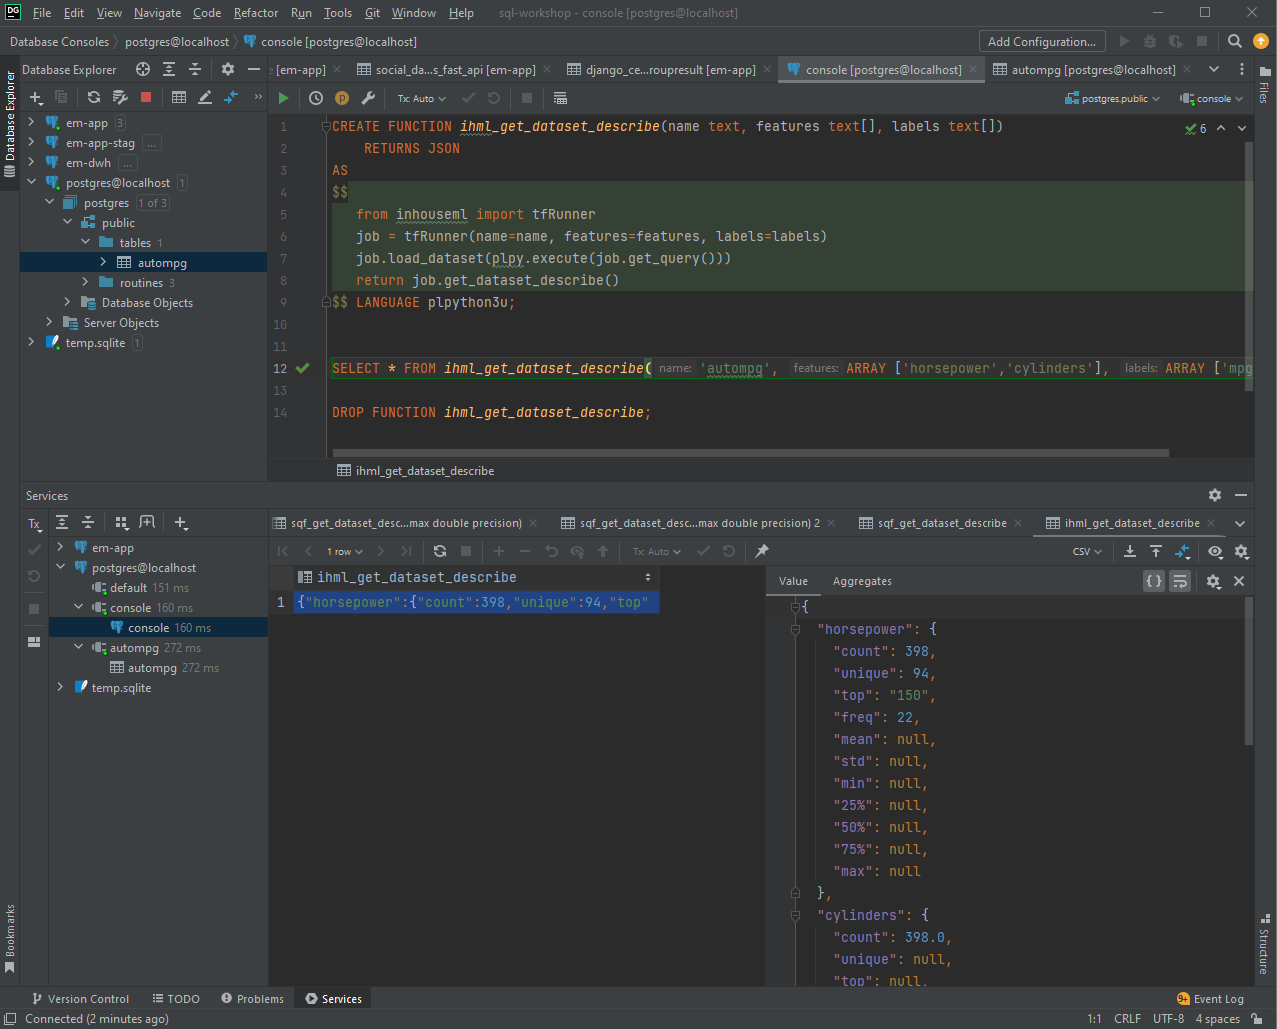 DG File Edit View Navigate Code Refactor Run Tools Git Window Help sql-workshop - console [postgres@localhost]
Database Consoles postgres@localhost console [postgres@localhost] Add Configuration...
Database Explorer
[em-app] social_da...s_fast_api [em-app] django_ce...roupresult [em-app] console [postgres@localhost] autompg [postgres@localhost]
Tx: Auto postgres.public console
Database Explorer
Files
em-app 3
em-app-stag ...
em-dwh ...
postgres@localhost 1
postgres 1 of 3
public
tables 1
autompg
routines 3
Database Objects
Server Objects
temp.sqlite 1
6
1 CREATE FUNCTION ihml_get_dataset_describe(name text, features text[], labels text[])
2 RETURNS JSON
3 AS
4 $$
5 from inhouseml import tfRunner
6 job = tfRunner(name=name, features=features, labels=labels)
7 job.load_dataset(plpy.execute(job.get_query()))
8 return job.get_dataset_describe()
9 $$ LANGUAGE plpython3u;
10
11
12 SELECT * FROM ihml_get_dataset_describe( name: 'autompg', features: ARRAY ['horsepower','cylinders'], labels: ARRAY ['mpg
13
14 DROP FUNCTION ihml_get_dataset_describe;
ihml_get_dataset_describe
Services
Tx
sqf_get_dataset_desc...max double precision) sqf_get_dataset_desc...max double precision) 2 sqf_get_dataset_describe ihml_get_dataset_describe
1 row Tx: Auto CSV
em-app
postgres@localhost
default 151 ms
console 160 ms
console 160 ms
autompg 272 ms
autompg 272 ms
temp.sqlite
ihml_get_dataset_describe
1 {"horsepower":{"count":398,"unique":94,"top"
Value Aggregates
{
"horsepower": {
"count": 398,
"unique": 94,
"top": "150",
"freq": 22,
"mean": null,
"std": null,
"min": null,
"25%": null,
"50%": null,
"75%": null,
"max": null
},
"cylinders": {
"count": 398.0,
"unique": null,
"top": null,
Bookmarks
Structure
Version Control TODO Problems Services 9+ Event Log
Connected (2 minutes ago) 1:1 CRLF UTF-8 4 spaces